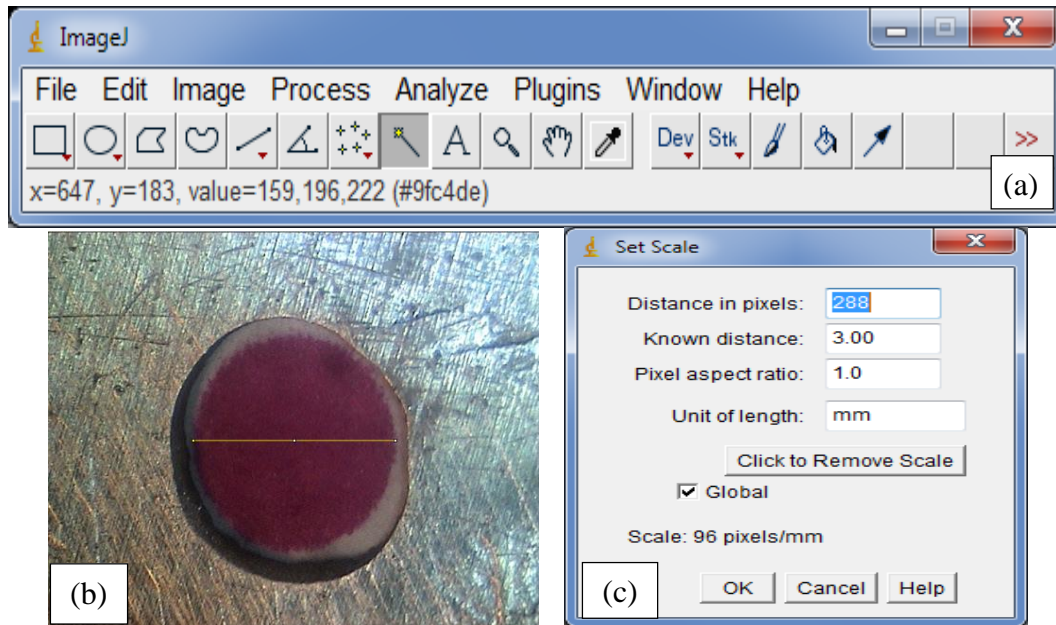 ImageJ
File Edit Image Process Analyze Plugins Window Help
A Dev Stk >>
x=647, y=183, value=159,196,222 (#9fc4de)
(a)
(b)
Set Scale
Distance in pixels: 288
Known distance: 3.00
Pixel aspect ratio: 1.0
Unit of length: mm
Click to Remove Scale
Global
Scale: 96 pixels/mm
(c)
OK Cancel Help